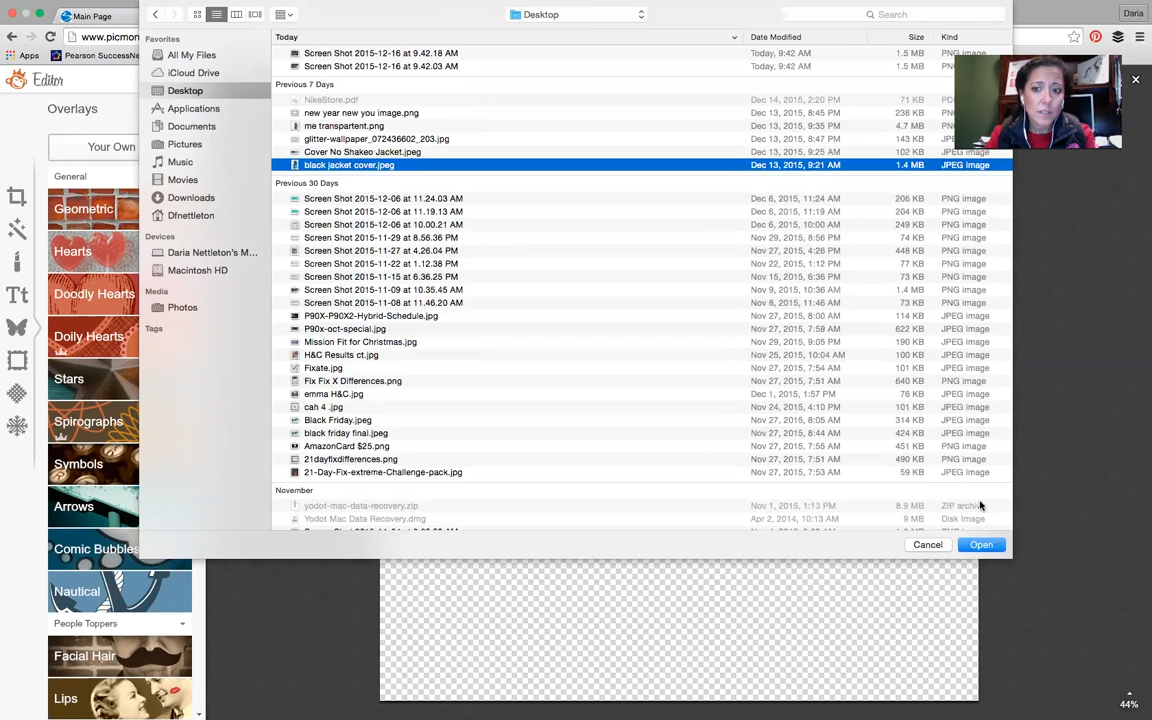 Main Page
Daria
www.picmon
Apps
Pearson SuccessNe
Editor
Overlays
Your Own
General
Geometric
Hearts
Doodly Hearts
Doily Hearts
Stars
Spirographs
Symbols
Arrows
Comic Bubbles
Nautical
People Toppers
Facial Hair
Lips
Tt
Desktop
Search
Favorites
All My Files
iCloud Drive
Desktop
Applications
Documents
Pictures
Music
Movies
Downloads
Dfnettleton
Devices
Daria Nettleton's M...
Macintosh HD
Media
Photos
Tags
Today Date Modified Size Kind
Screen Shot 2015-12-16 at 9.42.18 AM Today, 9:42 AM 1.5 MB PNG image
Screen Shot 2015-12-16 at 9.42.03 AM Today, 9:42 AM 1.5 MB PNG image
Previous 7 Days
NikeStore.pdf Dec 14, 2015, 2:20 PM 71 KB
new year new you image.png Dec 13, 2015, 8:45 PM 238 KB
me transpartent.png Dec 13, 2015, 9:35 PM 4.7 MB
glitter-wallpaper_072436602_203.jpg Dec 13, 2015, 8:47 PM 143 KB
Cover No Shakeo Jacket.jpeg Dec 13, 2015, 9:25 AM 102 KB JPEG image
black jacket cover.jpeg Dec 13, 2015, 9:21 AM 1.4 MB JPEG image
Previous 30 Days
Screen Shot 2015-12-06 at 11.24.03 AM Dec 6, 2015, 11:24 AM 206 KB PNG image
Screen Shot 2015-12-06 at 11.19.13 AM Dec 6, 2015, 11:19 AM 204 KB PNG image
Screen Shot 2015-12-06 at 10.00.21 AM Dec 6, 2015, 10:00 AM 249 KB PNG image
Screen Shot 2015-11-29 at 8.56.36 PM Nov 29, 2015, 8:56 PM 74 KB PNG image
Screen Shot 2015-11-27 at 4.26.04 PM Nov 27, 2015, 4:26 PM 448 KB PNG image
Screen Shot 2015-11-22 at 1.12.38 PM Nov 22, 2015, 1:12 PM 77 KB PNG image
Screen Shot 2015-11-15 at 6.36.25 PM Nov 15, 2015, 6:36 PM 73 KB PNG image
Screen Shot 2015-11-09 at 10.35.45 AM Nov 9, 2015, 10:36 AM 1.4 MB PNG image
Screen Shot 2015-11-08 at 11.46.20 AM Nov 8, 2015, 11:46 AM 73 KB PNG image
P90X-P90X2-Hybrid-Schedule.jpg Nov 27, 2015, 8:00 AM 114 KB JPEG image
P90x-oct-special.jpg Nov 27, 2015, 7:59 AM 622 KB JPEG image
Mission Fit for Christmas.jpg Nov 29, 2015, 9:05 PM 190 KB JPEG image
H&C Results ct.jpg Nov 25, 2015, 10:04 AM 100 KB JPEG image
Fixate.jpg Nov 27, 2015, 7:54 AM 101 KB JPEG image
Fix Fix X Differences.png Nov 27, 2015, 7:51 AM 640 KB PNG image
emma H&C.jpg Dec 1, 2015, 1:57 PM 76 KB JPEG image
cah 4 .jpg Nov 24, 2015, 4:10 PM 101 KB JPEG image
Black Friday.jpeg Nov 27, 2015, 8:05 AM 314 KB JPEG image
black friday final.jpeg Nov 27, 2015, 8:44 AM 424 KB JPEG image
AmazonCard $25.png Nov 27, 2015, 7:55 AM 451 KB PNG image
21dayfixdifferences.png Nov 27, 2015, 7:51 AM 490 KB PNG image
21-Day-Fix-extreme-Challenge-pack.jpg Nov 27, 2015, 7:53 AM 59 KB JPEG image
November
yodot-mac-data-recovery.zip Nov 1, 2015, 1:13 PM 8.9 MB ZIP archive
Yodot Mac Data Recovery.dmg Apr 2, 2014, 10:13 AM 9 MB Disk Image
Cancel
Open
44%